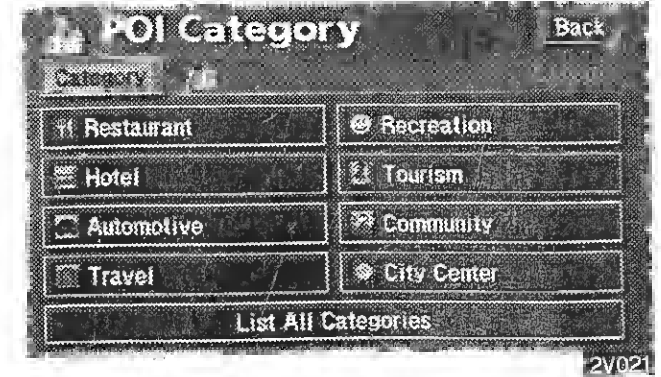 POI Category Back
Category
Restaurant Recreation
Hotel Tourism
Automotive Community
Travel City Center
List All Categories
2V021